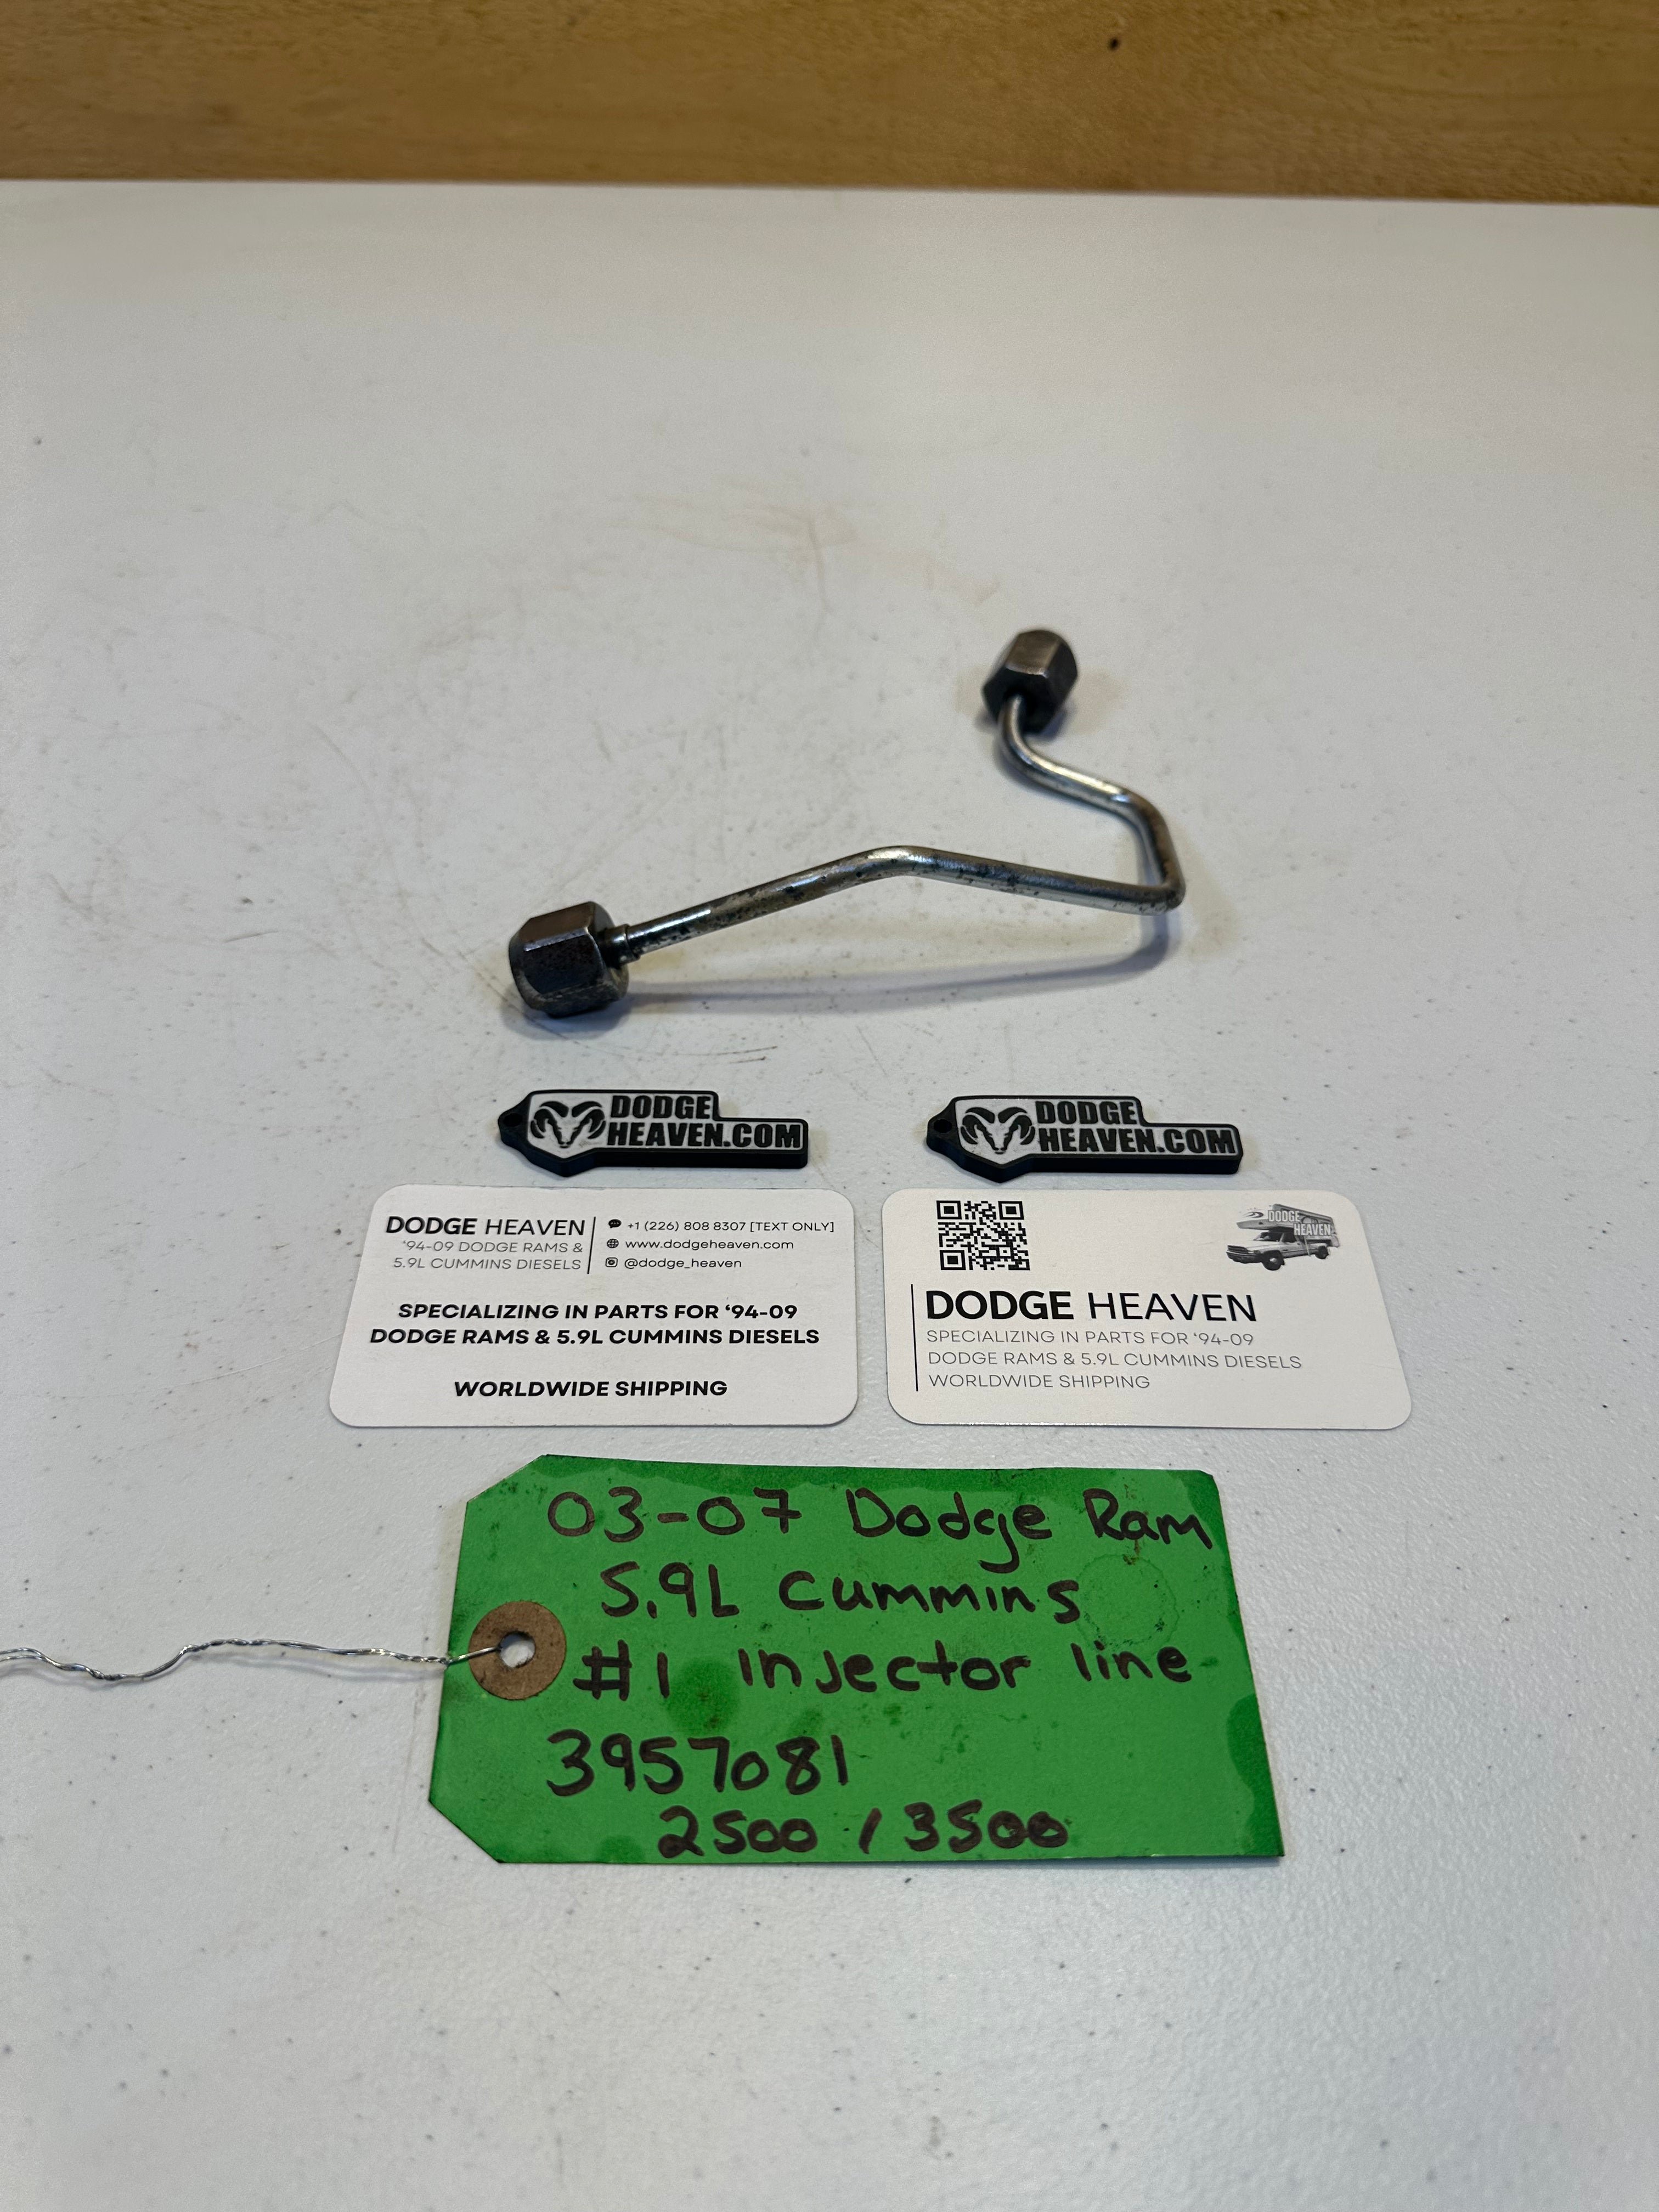 DODGE
HEAVEN.COM
DODGE
HEAVEN.COM
DODGE HEAVEN
'94-09 DODGE RAMS &
5.9L CUMMINS DIESELS
+1 (226) 808 8307 [TEXT ONLY]
www.dodgeheaven.com
@dodge_heaven
SPECIALIZING IN PARTS FOR '94-09
DODGE RAMS & 5.9L CUMMINS DIESELS
WORLDWIDE SHIPPING
DODGE
HEAVEN
DODGE HEAVEN
SPECIALIZING IN PARTS FOR '94-09
DODGE RAMS & 5.9L CUMMINS DIESELS
WORLDWIDE SHIPPING
03-07 Dodge Ram
5.9L Cummins
#1 Injector line
3957081
2500 / 3500